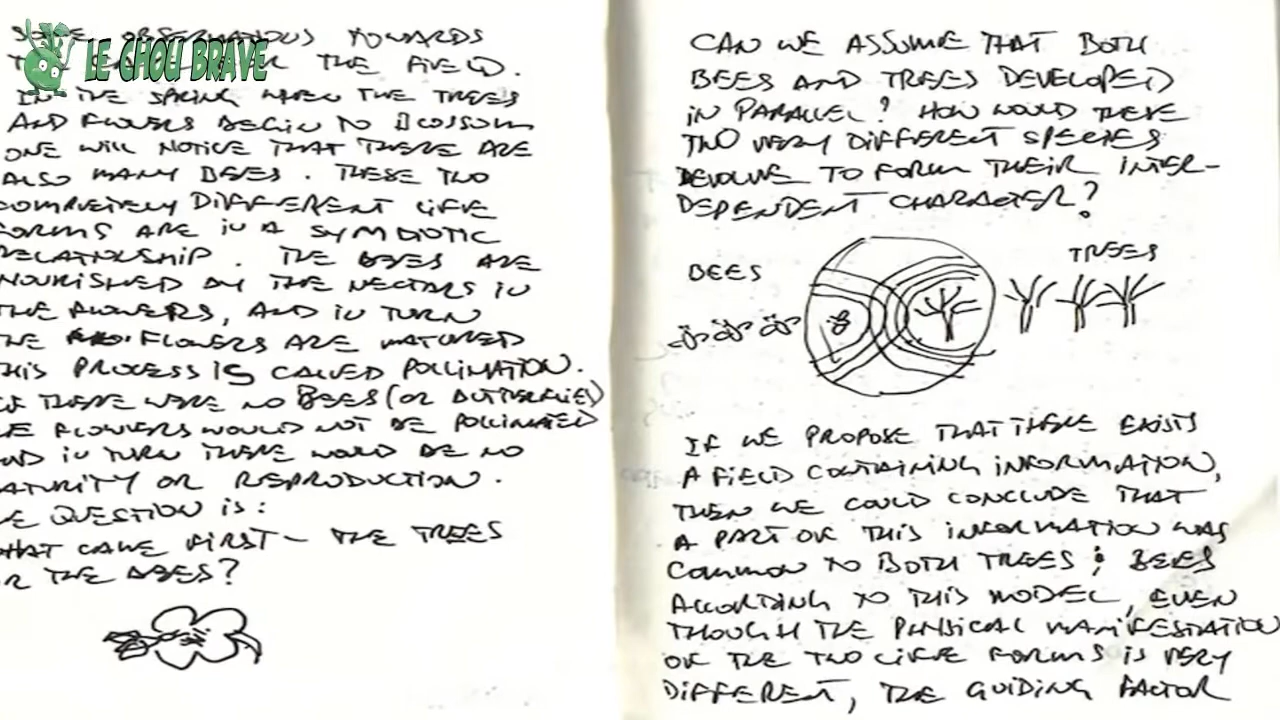 LE CHOU BRAVE
SOME OBSERVATIONS TOWARDS
THE FIELD.
IN THE SPRING WHEN THE TREES
AND FLOWERS BEGIN TO BLOSSOM
ONE WILL NOTICE THAT THERE ARE
ALSO MANY BEES. THESE TWO
COMPLETELY DIFFERENT LIFE
FORMS ARE IN A SYMBIOTIC
RELATIONSHIP. THE BEES ARE
NOURISHED BY THE NECTARS IN
THE FLOWERS, AND IN TURN
THE FLOWERS ARE MATURED
THIS PROCESS IS CALLED POLLINATION.
IF THERE WERE NO BEES (OR BUTTERFLIES)
HE FLOWERS WOULD NOT BE POLLINATED
ND IN TURN THERE WOULD BE NO
ATURITY OR REPRODUCTION.
HE QUESTION IS:
HAT CAME FIRST - THE TREES
R THE BEES?
CAN WE ASSUME THAT BOTH
BEES AND TREES DEVELOPED
IN PARALLEL? HOW WOULD THESE
TWO VERY DIFFERENT SPECIES
DEVOLVE TO FORM THEIR INTER-
DEPENDENT CHARACTER?
BEES
TREES
IF WE PROPOSE THAT THERE EXISTS
A FIELD CONTAINING INFORMATION,
THEN WE COULD CONCLUDE THAT
A PART OF THIS INFORMATION WAS
COMMON TO BOTH TREES & BEES
ACCORDING TO THIS MODEL, EVEN
THOUGH THE PHYSICAL MANIFESTATION
OF THE TWO LIFE FORMS IS VERY
DIFFERENT, THE GUIDING FACTOR